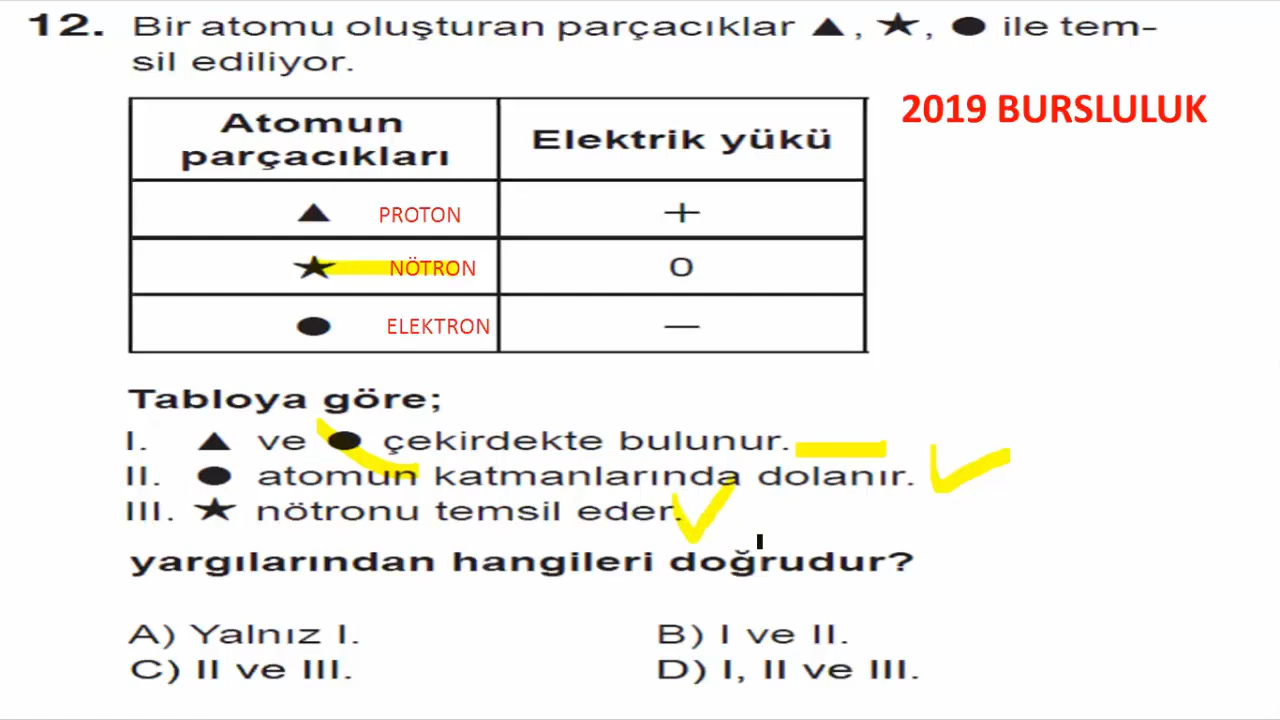 12. Bir atomu oluşturan parçacıklar ▲, ★, ● ile tem-
sil ediliyor.
2019 BURSLULUK
Atomun parçacıkları Elektrik yükü
▲ PROTON +
★ NÖTRON 0
● ELEKTRON —
Tabloya göre;
I. ▲ ve ● çekirdekte bulunur.
II. ● atomun katmanlarında dolanır.
III. ★ nötronu temsil eder.
yargılarından hangileri doğrudur?
A) Yalnız I. B) I ve II.
C) II ve III. D) I, II ve III.